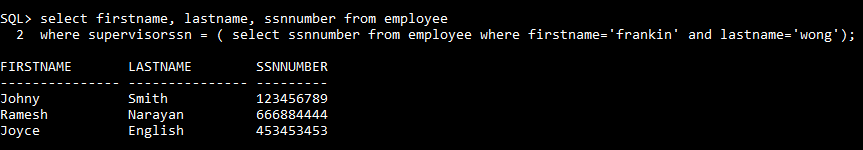 SQL> select firstname, lastname, ssnnumber from employee
2 where supervisorssn = ( select ssnnumber from employee where firstname='frankin' and lastname='wong');
FIRSTNAME LASTNAME SSNNUMBER
--------------- --------------- ---------
Johny Smith 123456789
Ramesh Narayan 666884444
Joyce English 453453453